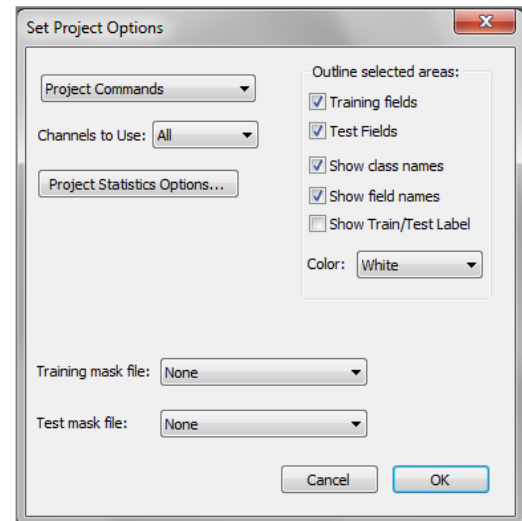 Set Project Options
Project Commands
Channels to Use: All
Project Statistics Options...
Outline selected areas:
Training fields
Test Fields
Show class names
Show field names
Show Train/Test Label
Color: White
Training mask file: None
Test mask file: None
Cancel OK